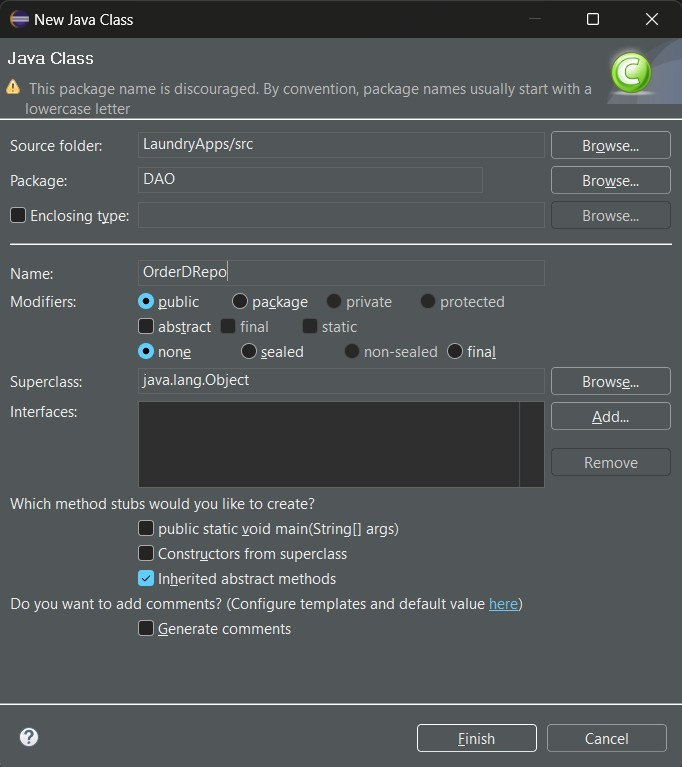 New Java Class
Java Class
This package name is discouraged. By convention, package names usually start with a
lowercase letter
Source folder: LaundryApps/src Browse...
Package: DAO Browse...
Enclosing type: Browse...
Name: OrderDRepo
Modifiers: public package private protected
abstract final static
none sealed non-sealed final
Superclass: java.lang.Object Browse...
Interfaces: Add...
Remove
Which method stubs would you like to create?
public static void main(String[] args)
Constructors from superclass
Inherited abstract methods
Do you want to add comments? (Configure templates and default value here)
Generate comments
? Finish Cancel